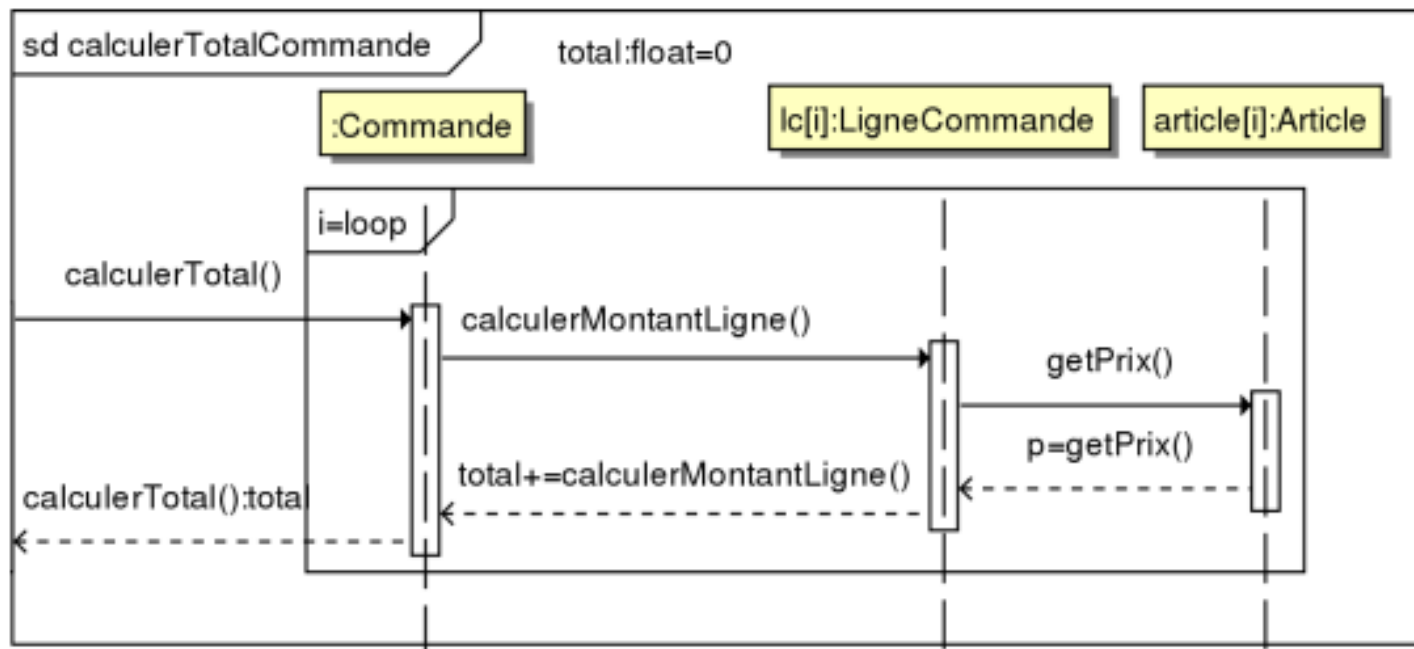 sd calculerTotalCommande
total:float=0
:Commande
lc[i]:LigneCommande
article[i]:Article
i=loop
calculerTotal()
calculerMontantLigne()
getPrix()
p=getPrix()
total+=calculerMontantLigne()
calculerTotal():total